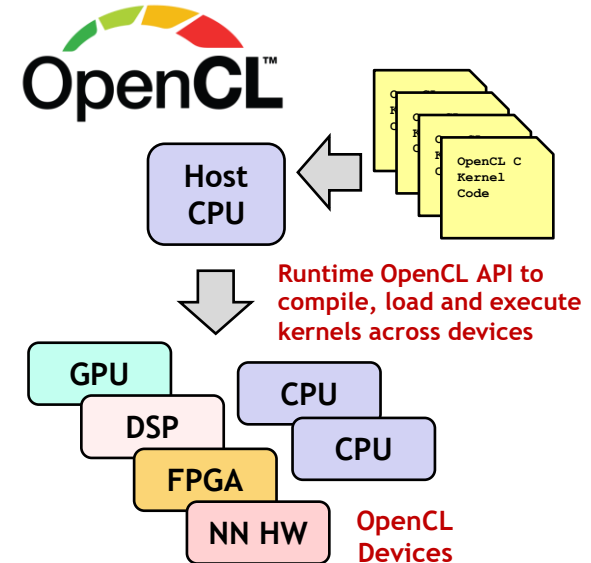 OpenCL™
OpenCL C
Kernel
Code
Host
CPU
Runtime OpenCL API to
compile, load and execute
kernels across devices
GPU
CPU
DSP
CPU
FPGA
NN HW
OpenCL
Devices